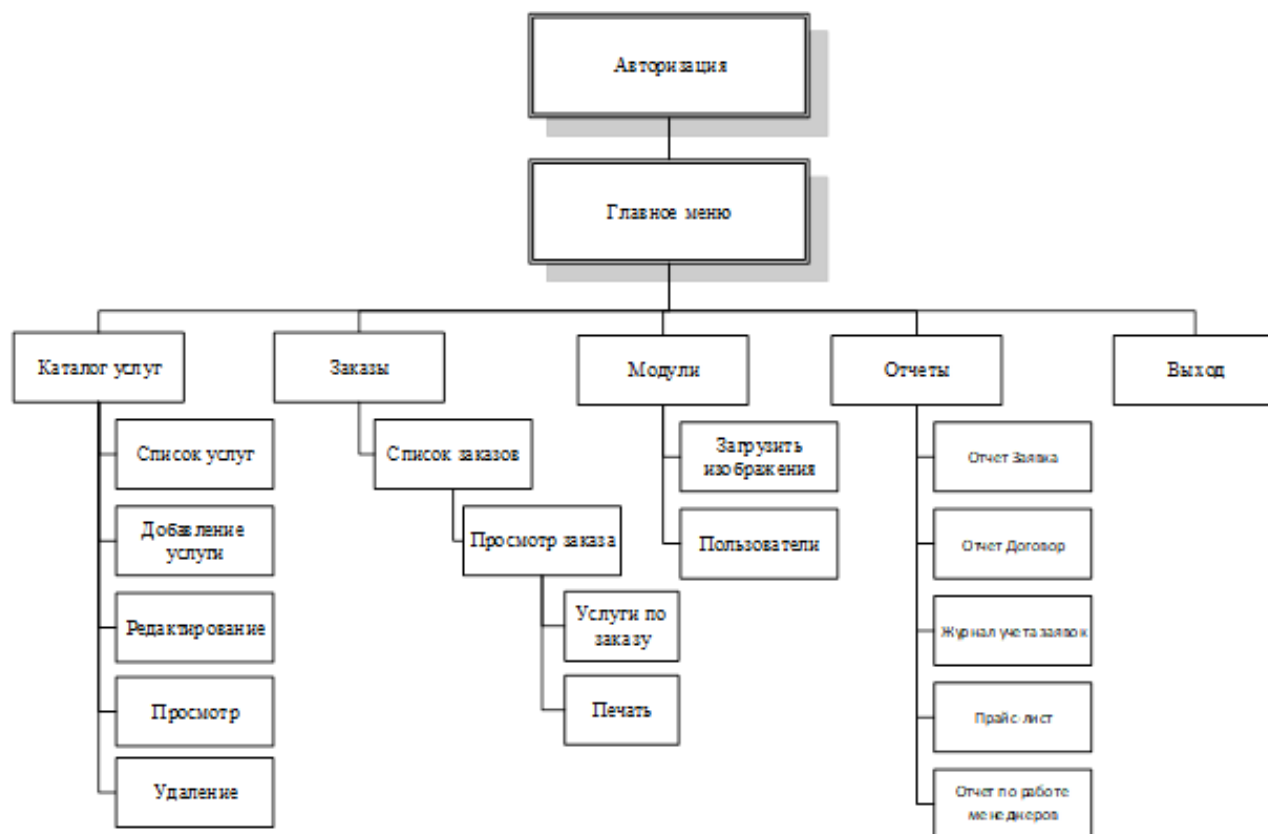 Авторизация
Главное меню
Каталог услуг
Заказы
Модули
Отчеты
Выход
Список услуг
Добавление
услуги
Редактирование
Просмотр
Удаление
Список заказов
Просмотр заказа
Услуги по
заказу
Печать
Загрузить
изображения
Пользователи
Отчет Заявка
Отчет Договор
Журнал учета заявок
Прайс-лист
Отчет по работе
менеджеров